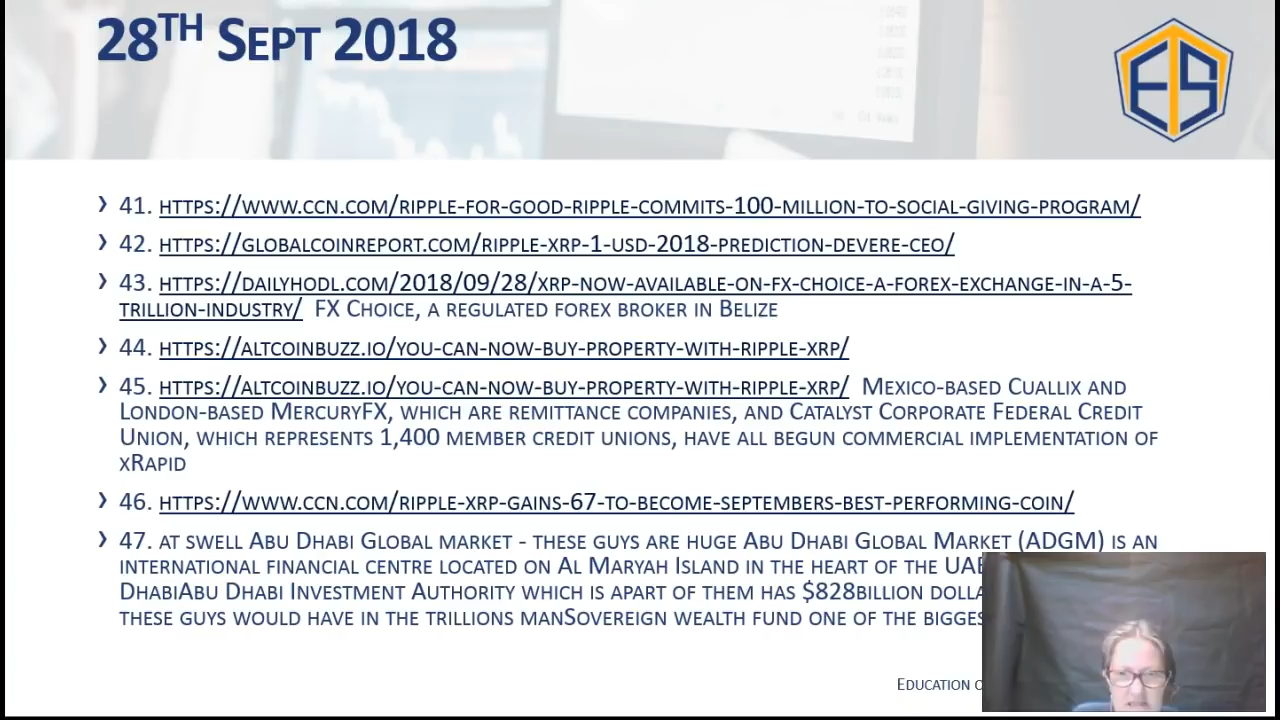 28TH SEPT 2018
ETS
› 41. HTTPS://WWW.CCN.COM/RIPPLE-FOR-GOOD-RIPPLE-COMMITS-100-MILLION-TO-SOCIAL-GIVING-PROGRAM/
› 42. HTTPS://GLOBALCOINREPORT.COM/RIPPLE-XRP-1-USD-2018-PREDICTION-DEVERE-CEO/
› 43. HTTPS://DAILYHODL.COM/2018/09/28/XRP-NOW-AVAILABLE-ON-FX-CHOICE-A-FOREX-EXCHANGE-IN-A-5-
TRILLION-INDUSTRY/ FX CHOICE, A REGULATED FOREX BROKER IN BELIZE
› 44. HTTPS://ALTCOINBUZZ.IO/YOU-CAN-NOW-BUY-PROPERTY-WITH-RIPPLE-XRP/
› 45. HTTPS://ALTCOINBUZZ.IO/YOU-CAN-NOW-BUY-PROPERTY-WITH-RIPPLE-XRP/ MEXICO-BASED CUALLIX AND
LONDON-BASED MERCURYFX, WHICH ARE REMITTANCE COMPANIES, AND CATALYST CORPORATE FEDERAL CREDIT
UNION, WHICH REPRESENTS 1,400 MEMBER CREDIT UNIONS, HAVE ALL BEGUN COMMERCIAL IMPLEMENTATION OF
XRAPID
› 46. HTTPS://WWW.CCN.COM/RIPPLE-XRP-GAINS-67-TO-BECOME-SEPTEMBERS-BEST-PERFORMING-COIN/
› 47. AT SWELL ABU DHABI GLOBAL MARKET - THESE GUYS ARE HUGE ABU DHABI GLOBAL MARKET (ADGM) IS AN
INTERNATIONAL FINANCIAL CENTRE LOCATED ON AL MARYAH ISLAND IN THE HEART OF THE
DHABIABU DHABI INVESTMENT AUTHORITY WHICH IS APART OF THEM HAS $828BILLION
THESE GUYS WOULD HAVE IN THE TRILLIONS MANSOVEREIGN WEALTH FUND ONE OF THE
EDUCATION